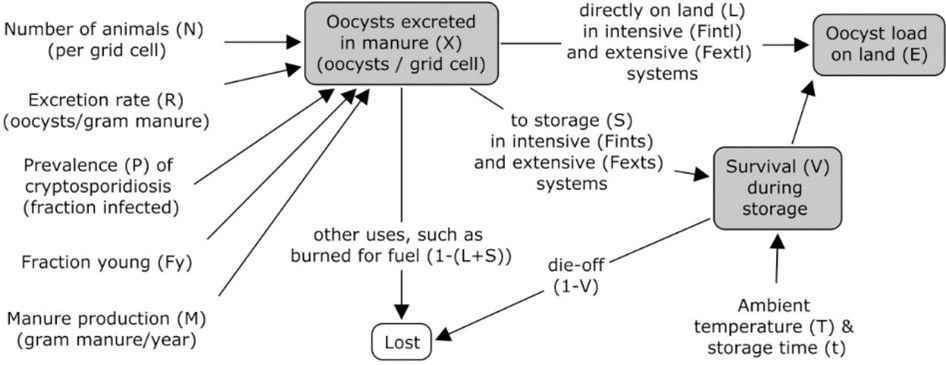 Number of animals (N)
(per grid cell)
Excretion rate (R)
(oocysts/gram manure)
Prevalence (P) of
cryptosporidiosis
(fraction infected)
Fraction young (Fy)
Manure production (M)
(gram manure/year)
Oocysts excreted
in manure (X)
(oocysts / grid cell)
directly on land (L)
in intensive (Fintl)
and extensive (Fextl)
systems
Oocyst load
on land (E)
to storage (S)
in intensive (Fints)
and extensive (Fexts)
systems
Survival (V)
during
storage
other uses, such as
burned for fuel (1-(L+S))
die-off
(1-V)
Lost
Ambient
temperature (T) &
storage time (t)